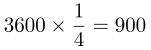 3600 × 1/4 = 900